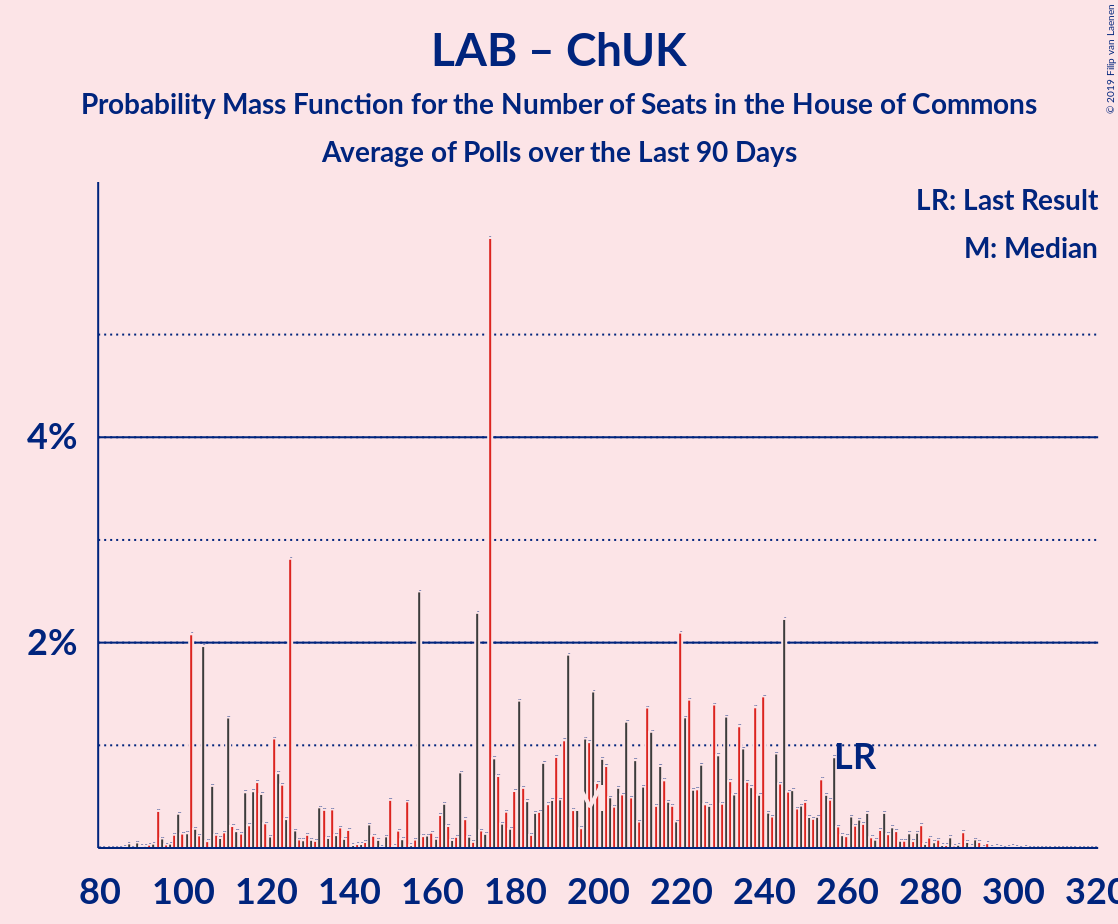 LAB – ChUK
Probability Mass Function for the Number of Seats in the House of Commons
Average of Polls over the Last 90 Days
© 2019 Filip van Laenen
LR: Last Result
M: Median
4%
2%
LR
M
80 100 120 140 160 180 200 220 240 260 280 300 320